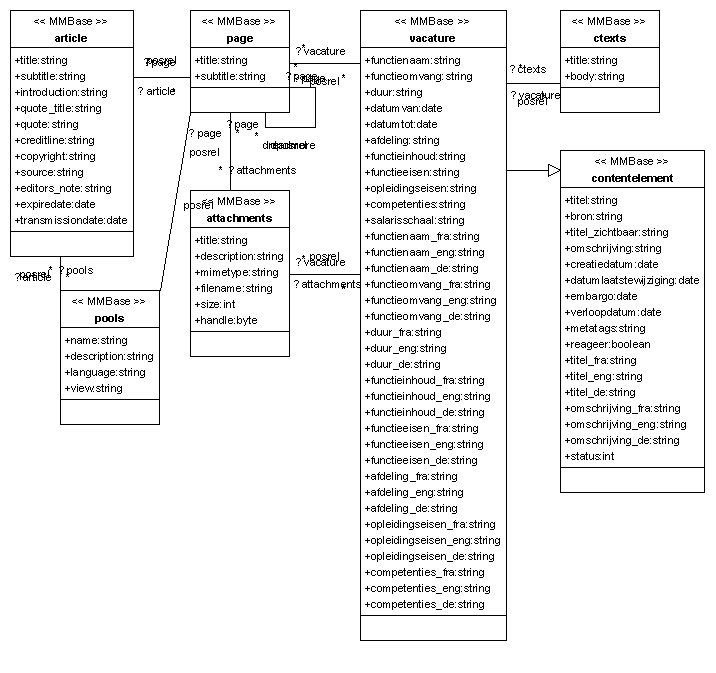 << MMBase >>
article
+title:string
+subtitle:string
+introduction:string
+quote_title:string
+quote:string
+creditline:string
+copyright:string
+source:string
+editors_note:string
+expiredate:date
+transmissiondate:date
posrel
? page
? article*
<< MMBase >>
page
+title:string
+subtitle:string
*
? vacature
? page
*
posrel
? page
*
*
? page
posrel
* ? attachments
posrel
<< MMBase >>
attachments
+title:string
+description:string
+mimetype:string
+filename:string
+size:int
+handle:byte
* posrel
? vacature
? attachments
*
posrel
*
? article
? pools
*
<< MMBase >>
pools
+name:string
+description:string
+language:string
+view:string
<< MMBase >>
vacature
+functienaam:string
+functieomvang:string
+duur:string
+datumvan:date
+datumtot:date
+afdeling:string
+functieinhoud:string
+functieeisen:string
+opleidingseisen:string
+competenties:string
+salarisschaal:string
+functienaam_fra:string
+functienaam_eng:string
+functienaam_de:string
+functieomvang_fra:string
+functieomvang_eng:string
+functieomvang_de:string
+duur_fra:string
+duur_eng:string
+duur_de:string
+functieinhoud_fra:string
+functieinhoud_eng:string
+functieinhoud_de:string
+functieeisen_fra:string
+functieeisen_eng:string
+functieeisen_de:string
+afdeling_fra:string
+afdeling_eng:string
+afdeling_de:string
+opleidingseisen_fra:string
+opleidingseisen_eng:string
+opleidingseisen_de:string
+competenties_fra:string
+competenties_eng:string
+competenties_de:string
*
? ctexts
? vacature
*
posrel
<< MMBase >>
ctexts
+title:string
+body:string
<< MMBase >>
contentelement
+titel:string
+bron:string
+titel_zichtbaar:string
+omschrijving:string
+creatiedatum:date
+datumlaatstewijziging:date
+embargo:date
+verloopdatum:date
+metatags:string
+reageer:boolean
+titel_fra:string
+titel_eng:string
+titel_de:string
+omschrijving_fra:string
+omschrijving_eng:string
+omschrijving_de:string
+status:int